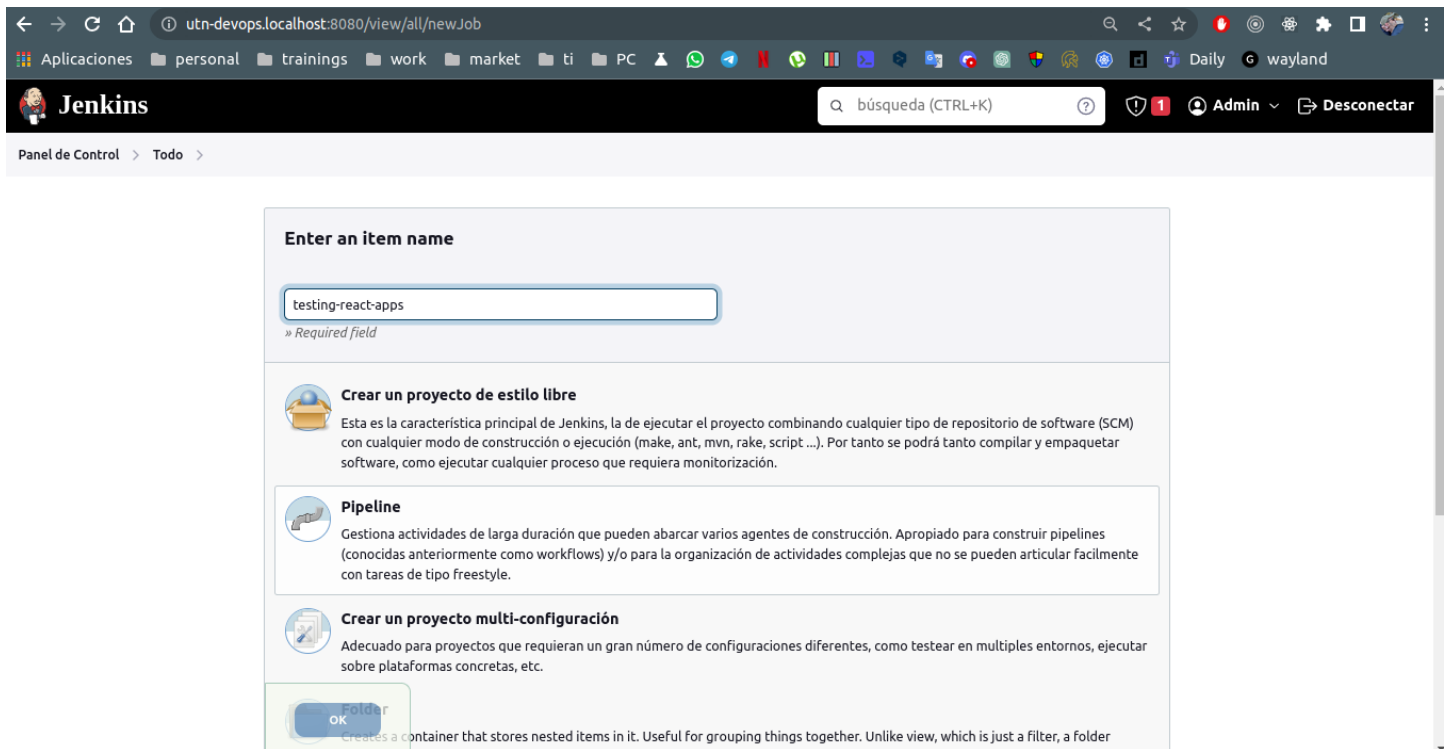 utn-devops.localhost:8080/view/all/newJob
Aplicaciones personal trainings work market ti PC Daily wayland
Jenkins búsqueda (CTRL+K) 1 Admin Desconectar
Panel de Control > Todo >
Enter an item name
testing-react-apps
» Required field
Crear un proyecto de estilo libre
Esta es la característica principal de Jenkins, la de ejecutar el proyecto combinando cualquier tipo de repositorio de software (SCM)
con cualquier modo de construcción o ejecución (make, ant, mvn, rake, script ...). Por tanto se podrá tanto compilar y empaquetar
software, como ejecutar cualquier proceso que requiera monitorización.
Pipeline
Gestiona actividades de larga duración que pueden abarcar varios agentes de construcción. Apropiado para construir pipelines
(conocidas anteriormente como workflows) y/o para la organización de actividades complejas que no se pueden articular facilmente
con tareas de tipo freestyle.
Crear un proyecto multi-configuración
Adecuado para proyectos que requieran un gran número de configuraciones diferentes, como testear en multiples entornos, ejecutar
sobre plataformas concretas, etc.
Folder
OK
Creates a container that stores nested items in it. Useful for grouping things together. Unlike view, which is just a filter, a folder